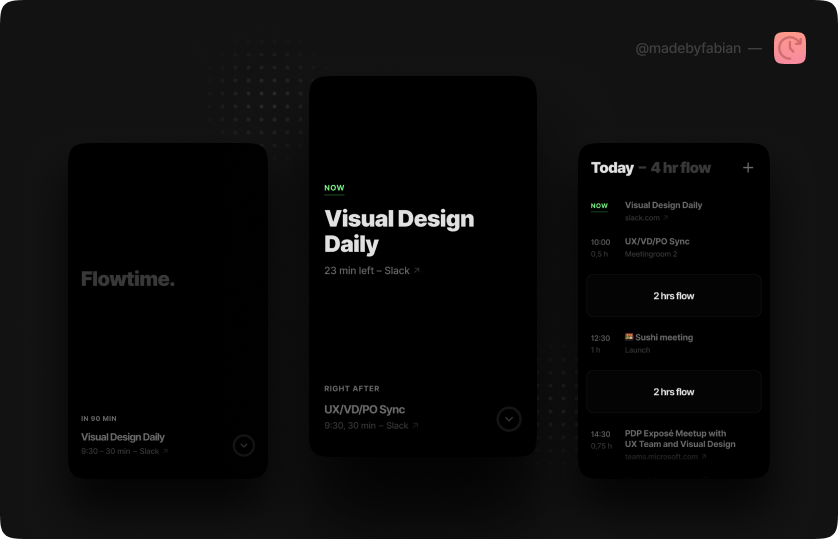 @madebyfabian —
Flowtime.
IN 90 MIN
Visual Design Daily
9:30 – 30 min – Slack ↗
NOW
Visual Design
Daily
23 min left – Slack ↗
RIGHT AFTER
UX/VD/PO Sync
9:30, 30 min – Slack ↗
Today – 4 hr flow
NOW Visual Design Daily
slack.com ↗
10:00 UX/VD/PO Sync
0,5 h Meetingroom 2
2 hrs flow
12:30 🍱 Sushi meeting
1 h Launch
2 hrs flow
14:30 PDP Exposé Meetup with
0,75 h UX Team and Visual Design
teams.microsoft.com ↗